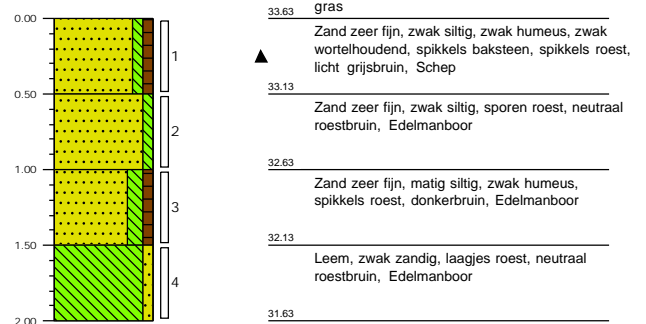 gras
0.00
33.63
Zand zeer fijn, zwak siltig, zwak humeus, zwak
wortelhoudend, spikkels baksteen, spikkels roest,
licht grijsbruin, Schep
1
0.50
33.13
Zand zeer fijn, zwak siltig, sporen roest, neutraal
roestbruin, Edelmanboor
2
1.00
32.63
Zand zeer fijn, matig siltig, zwak humeus,
spikkels roest, donkerbruin, Edelmanboor
3
1.50
32.13
Leem, zwak zandig, laagjes roest, neutraal
roestbruin, Edelmanboor
4
2.00
31.63